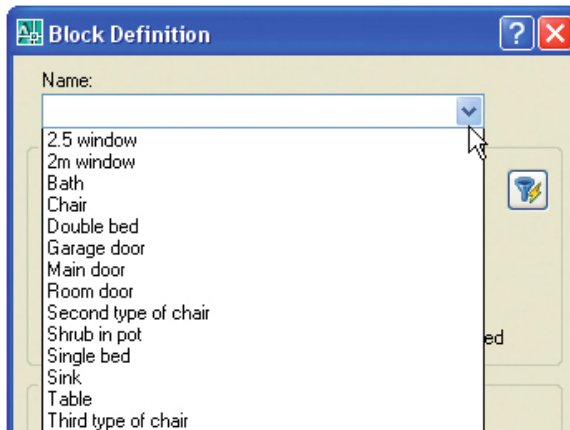 Block Definition
Name:
2.5 window
2m window
Bath
Chair
Double bed
Garage door
Main door
Room door
Second type of chair
Shrub in pot
ed
Single bed
Sink
Table
Third type of chair